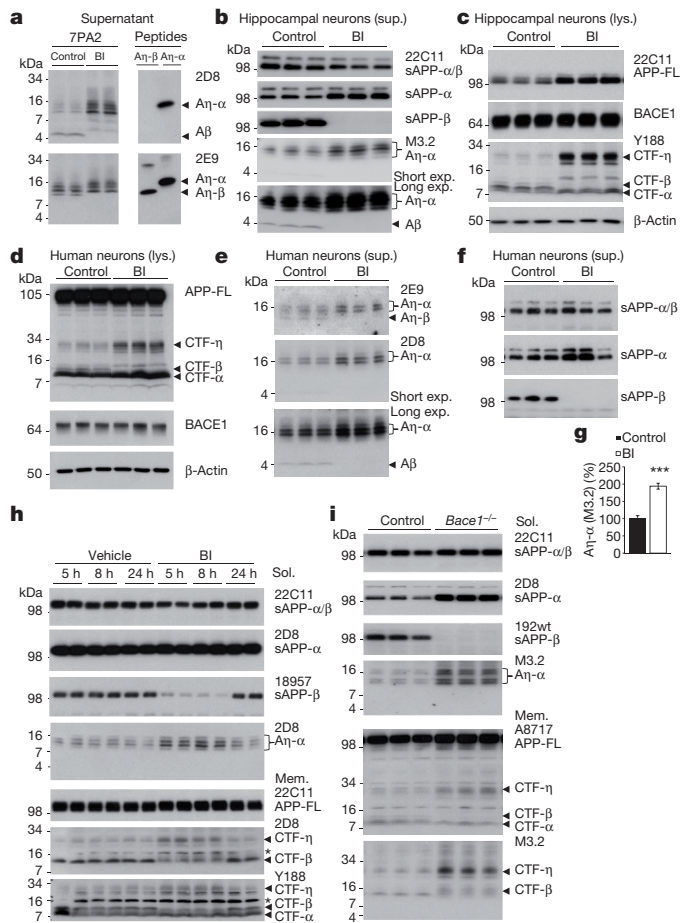 a
Supernatant
7PA2
Peptides
Control BI
Aη-β Aη-α
kDa
2D8
34
16
7
4
Aη-α
Aβ
2E9
34
16
7
4
Aη-α
Aη-β
b
Hippocampal neurons (sup.)
Control BI
kDa
22C11
98
sAPP-α/β
98
sAPP-α
98
sAPP-β
M3.2
16
Aη-α
Short exp.
Long exp.
16
Aη-α
4
Aβ
c
Hippocampal neurons (lys.)
Control BI
kDa
22C11
98
APP-FL
64
BACE1
Y188
34
16
7
CTF-η
CTF-β
CTF-α
50
β-Actin
d
Human neurons (lys.)
Control BI
kDa
105
APP-FL
34
CTF-η
16
CTF-β
7
CTF-α
64
BACE1
50
β-Actin
e
Human neurons (sup.)
Control BI
kDa
2E9
16
Aη-α
Aη-β
2D8
16
Aη-α
4
Short exp.
Long exp.
16
Aη-α
4
Aβ
f
Human neurons (sup.)
Control BI
kDa
98
sAPP-α/β
98
sAPP-α
98
sAPP-β
g
Control
BI
Aη-α (M3.2) (%)
200
150
100
50
0
***
h
Vehicle BI
5 h 8 h 24 h 5 h 8 h 24 h Sol.
kDa
22C11
98
sAPP-α/β
2D8
98
sAPP-α
18957
98
sAPP-β
2D8
16
7
4
Aη-α
Mem.
22C11
98
APP-FL
2D8
34
CTF-η
16
*
CTF-β
7
Y188
34
CTF-η
16
*
CTF-β
7
CTF-α
i
Control Bace1−/− Sol.
kDa
22C11
98
sAPP-α/β
2D8
98
sAPP-α
192wt
98
sAPP-β
M3.2
16
7
4
Aη-α
Mem.
A8717
98
APP-FL
34
CTF-η
16
CTF-β
7
CTF-α
M3.2
34
CTF-η
16
CTF-β
7
4